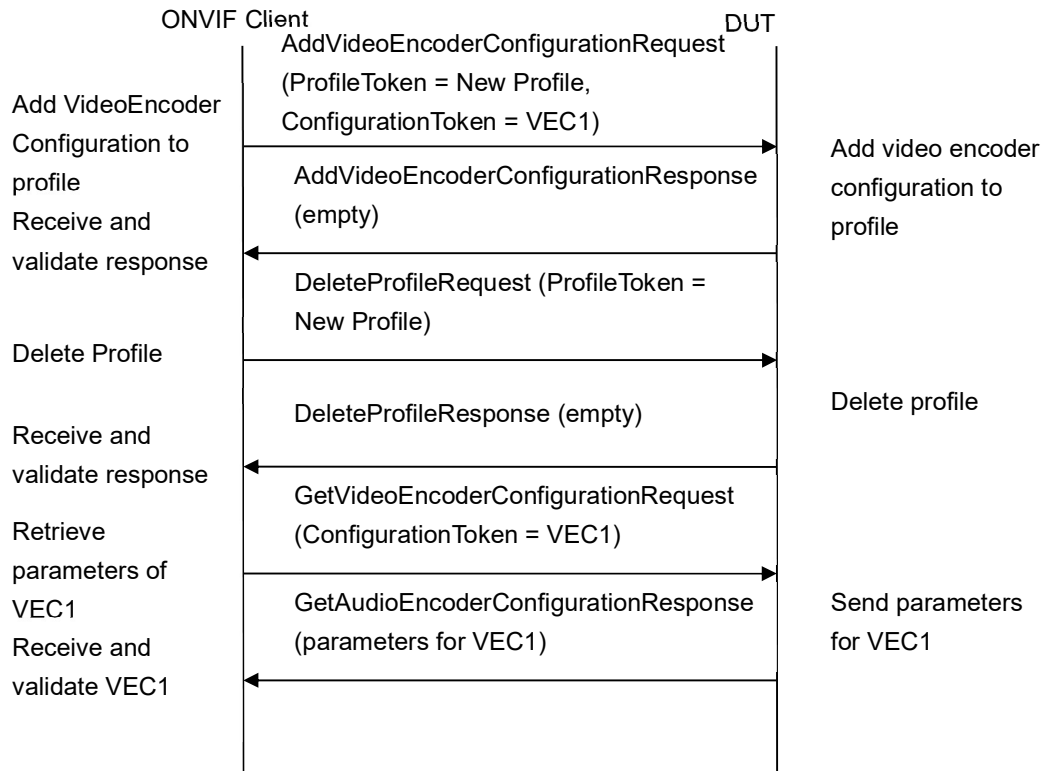 ONVIF Client
DUT
AddVideoEncoderConfigurationRequest
(ProfileToken = New Profile,
ConfigurationToken = VEC1)
Add VideoEncoder
Configuration to
profile
Add video encoder
configuration to
profile
AddVideoEncoderConfigurationResponse
(empty)
Receive and
validate response
DeleteProfileRequest (ProfileToken =
New Profile)
Delete Profile
Delete profile
DeleteProfileResponse (empty)
Receive and
validate response
GetVideoEncoderConfigurationRequest
(ConfigurationToken = VEC1)
Retrieve
parameters of
VEC1
GetAudioEncoderConfigurationResponse
(parameters for VEC1)
Send parameters
for VEC1
Receive and
validate VEC1